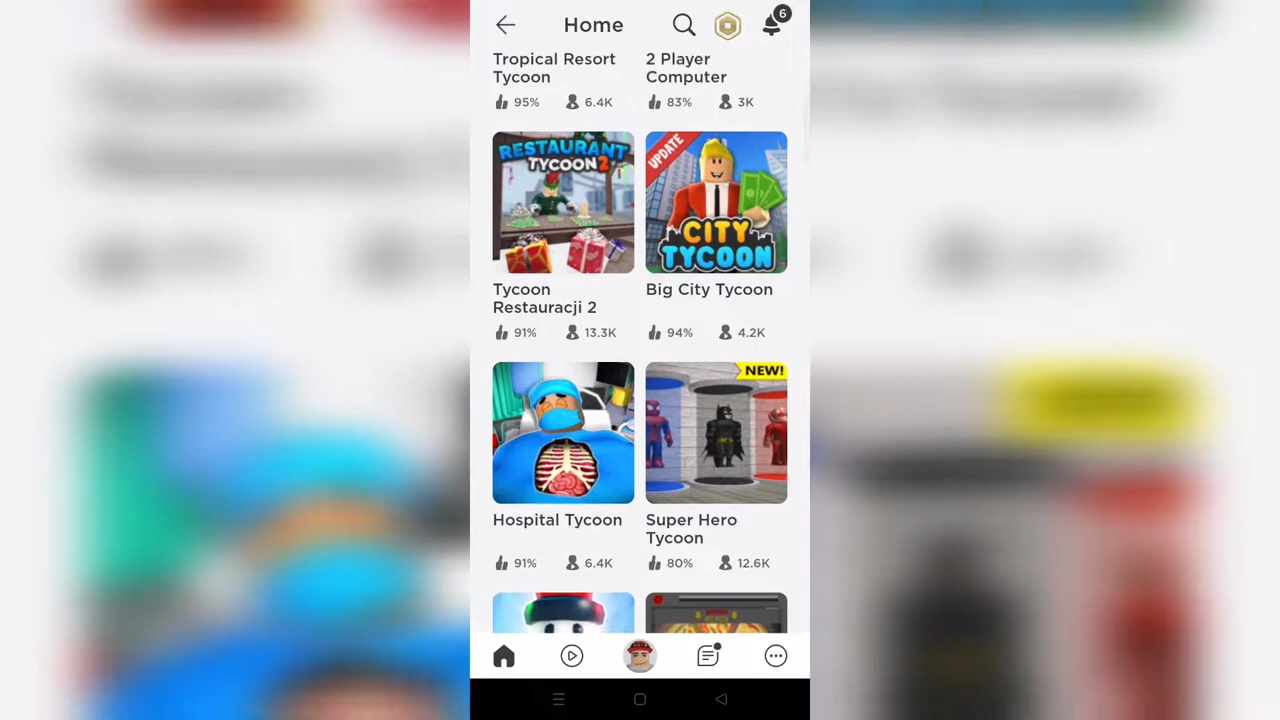 Home
6
Tropical Resort
Tycoon
2 Player
Computer
95% 6.4K
83% 3K
RESTAURANT
TYCOON 2
UPDATE
CITY
TYCOON
Tycoon
Restauracji 2
Big City Tycoon
91% 13.3K
94% 4.2K
NEW!
Hospital Tycoon
Super Hero
Tycoon
91% 6.4K
80% 12.6K